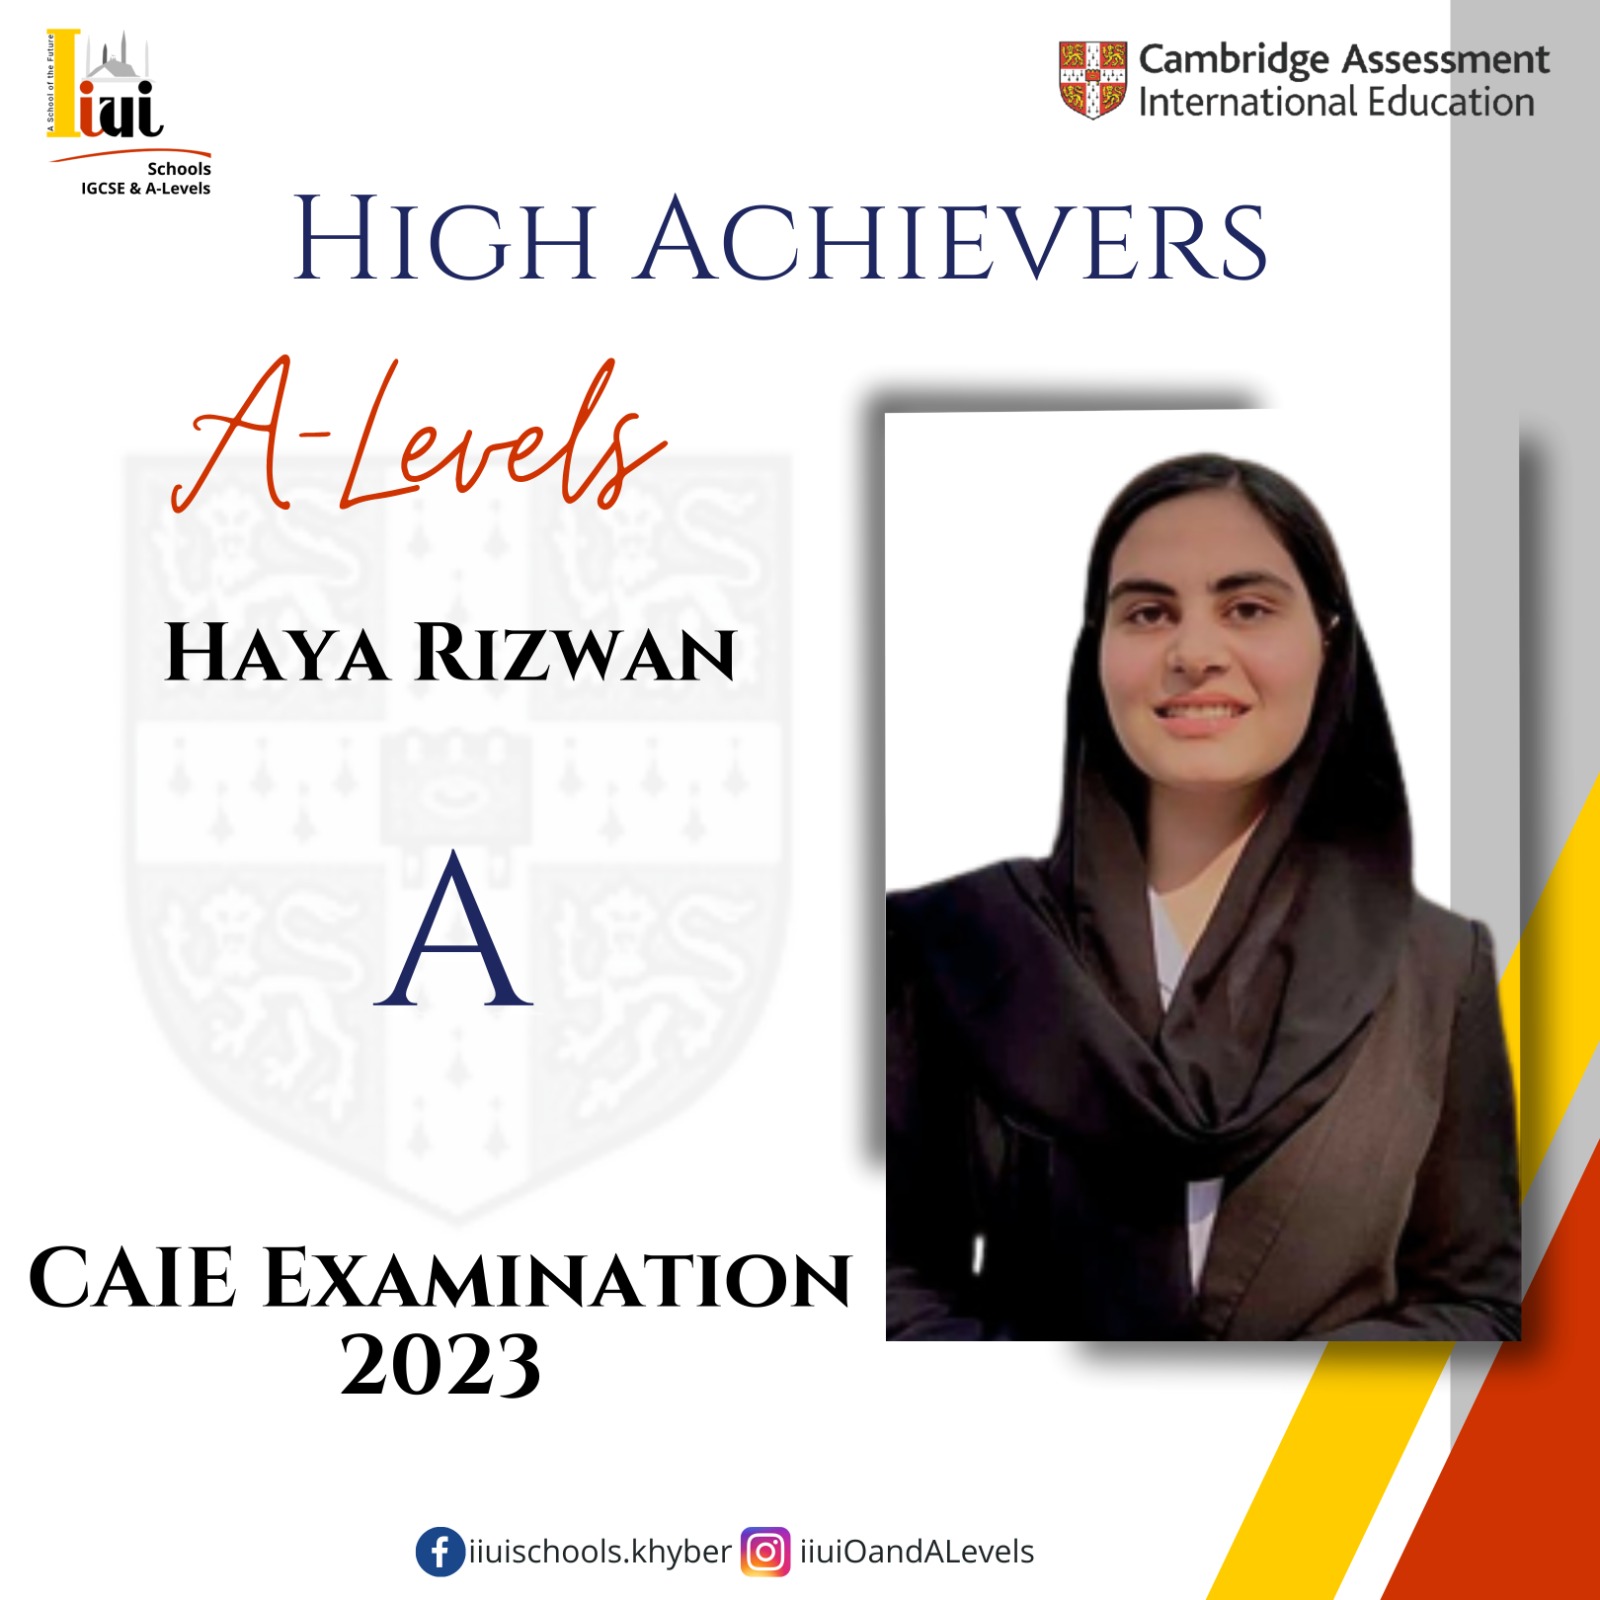 A School of the Future
iiui
Schools
IGCSE & A-Levels
Cambridge Assessment
International Education
HIGH ACHIEVERS
A-Levels
HAYA RIZWAN
A
CAIE EXAMINATION
2023
iiuischools.khyber
iiuiOandALevels